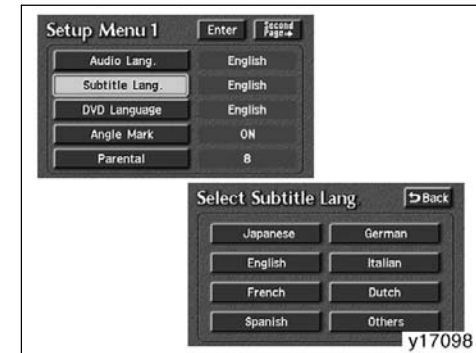 Setup Menu 1 Enter Second Page→
Audio Lang. English
Subtitle Lang. English
DVD Language English
Angle Mark ON
Parental 8
Select Subtitle Lang. Back
Japanese German
English Italian
French Dutch
Spanish Others
y17098